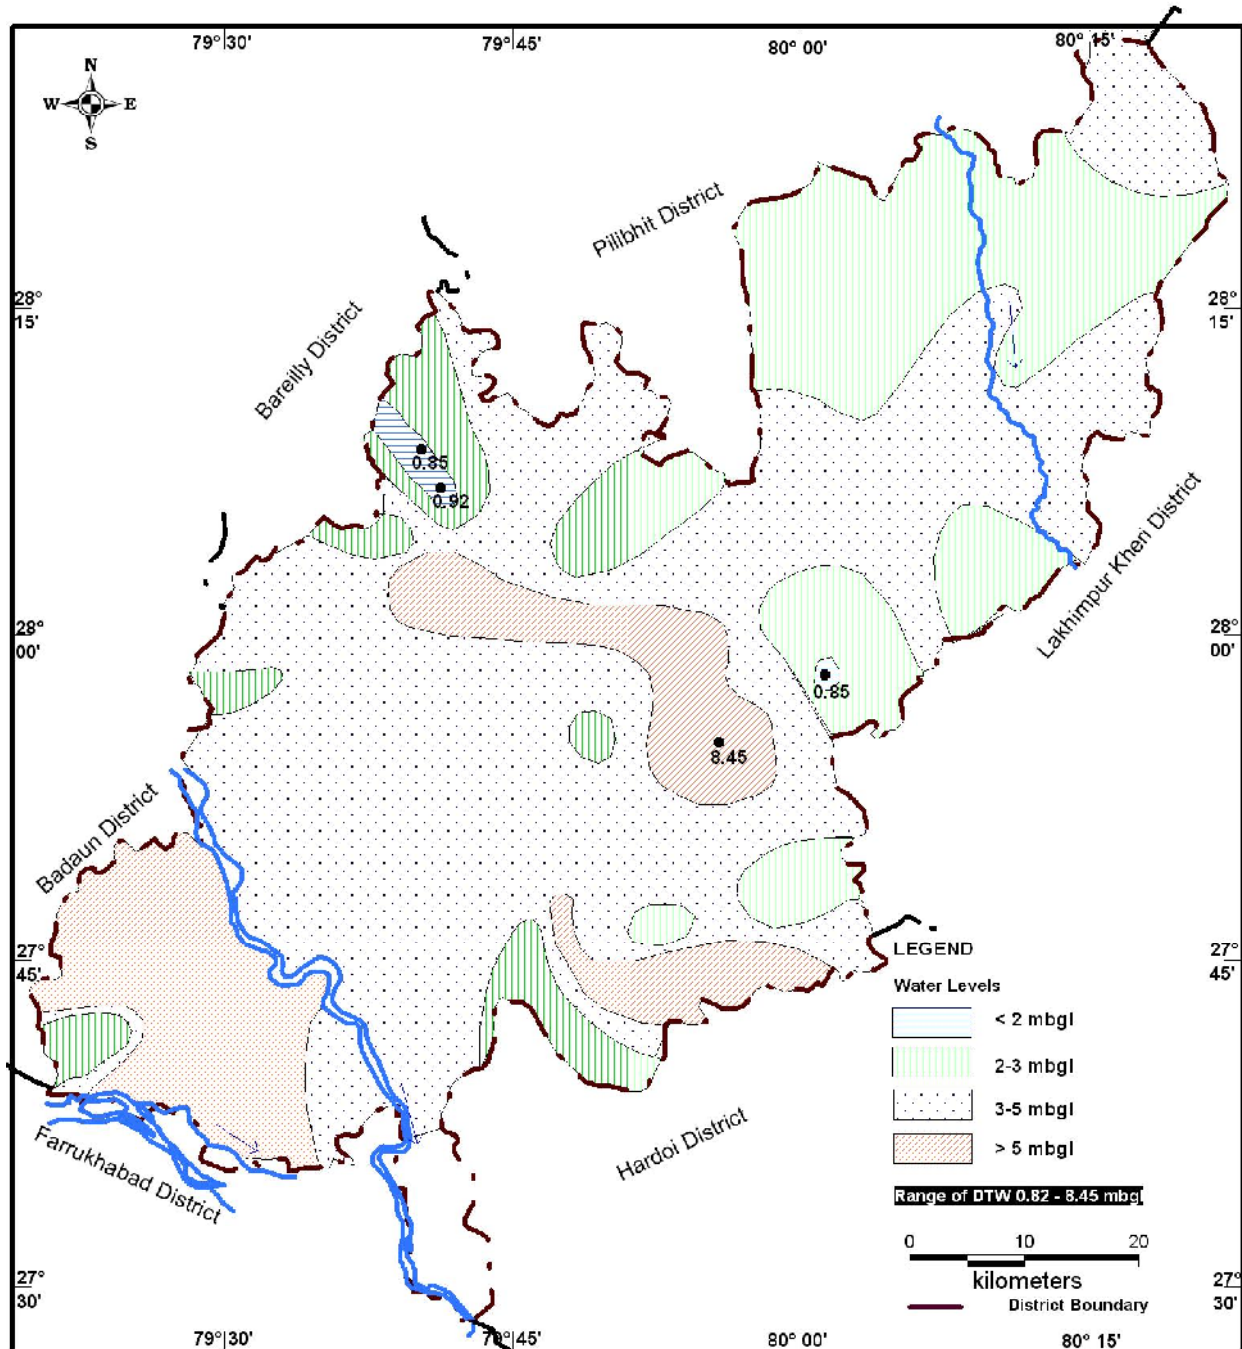 79° 30'
79° 45'
80° 00'
80° 15'
N
W E
S
Pilibhit District
28°
15'
28°
15'
Bareilly District
0.85
0.92
Lakhimpur Kheri District
28°
00'
28°
00'
0.85
8.45
Badaun District
27°
45'
27°
45'
LEGEND
Water Levels
< 2 mbgl
2-3 mbgl
3-5 mbgl
> 5 mbgl
Hardoi District
Farrukhabad District
Range of DTW 0.82 - 8.45 mbgl
0 10 20
kilometers
District Boundary
27°
30'
27°
30'
79° 30'
79° 45'
80° 00'
80° 15'